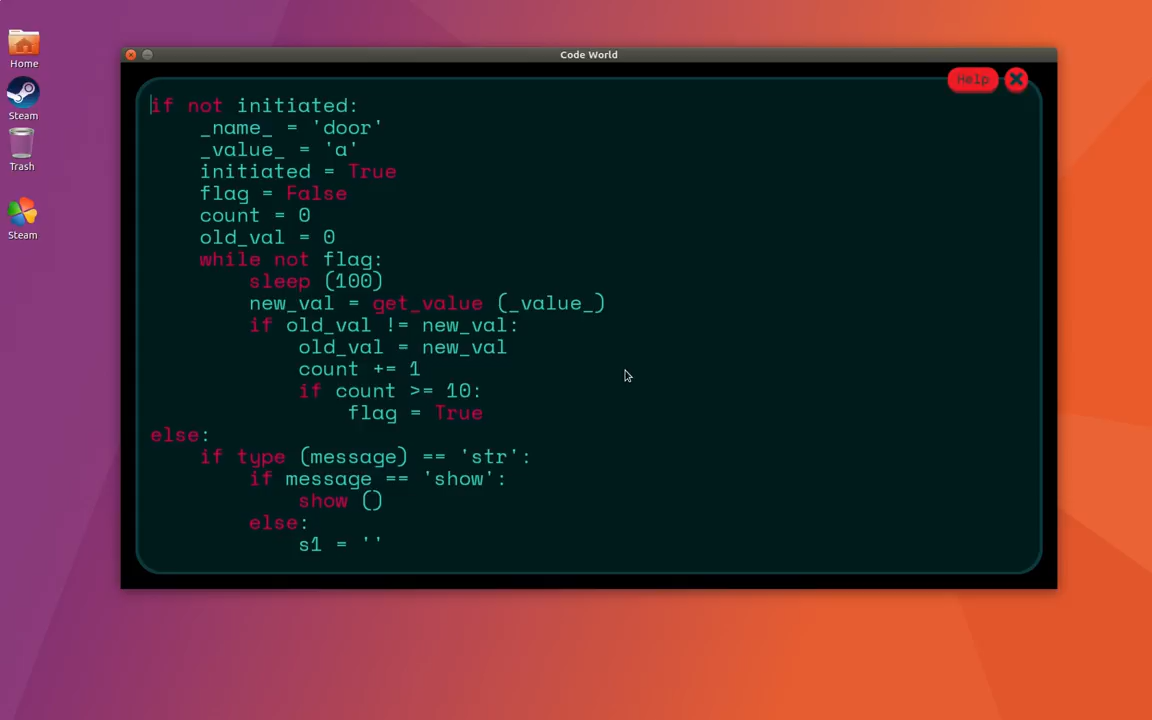 Home
Steam
Trash
Steam
Code World
Help
if not initiated:
    _name_ = 'door'
    _value_ = 'a'
    initiated = True
    flag = False
    count = 0
    old_val = 0
    while not flag:
        sleep (100)
        new_val = get_value (_value_)
        if old_val != new_val:
            old_val = new_val
            count += 1
            if count >= 10:
                flag = True
else:
    if type (message) == 'str':
        if message == 'show':
            show ()
        else:
            s1 = ''